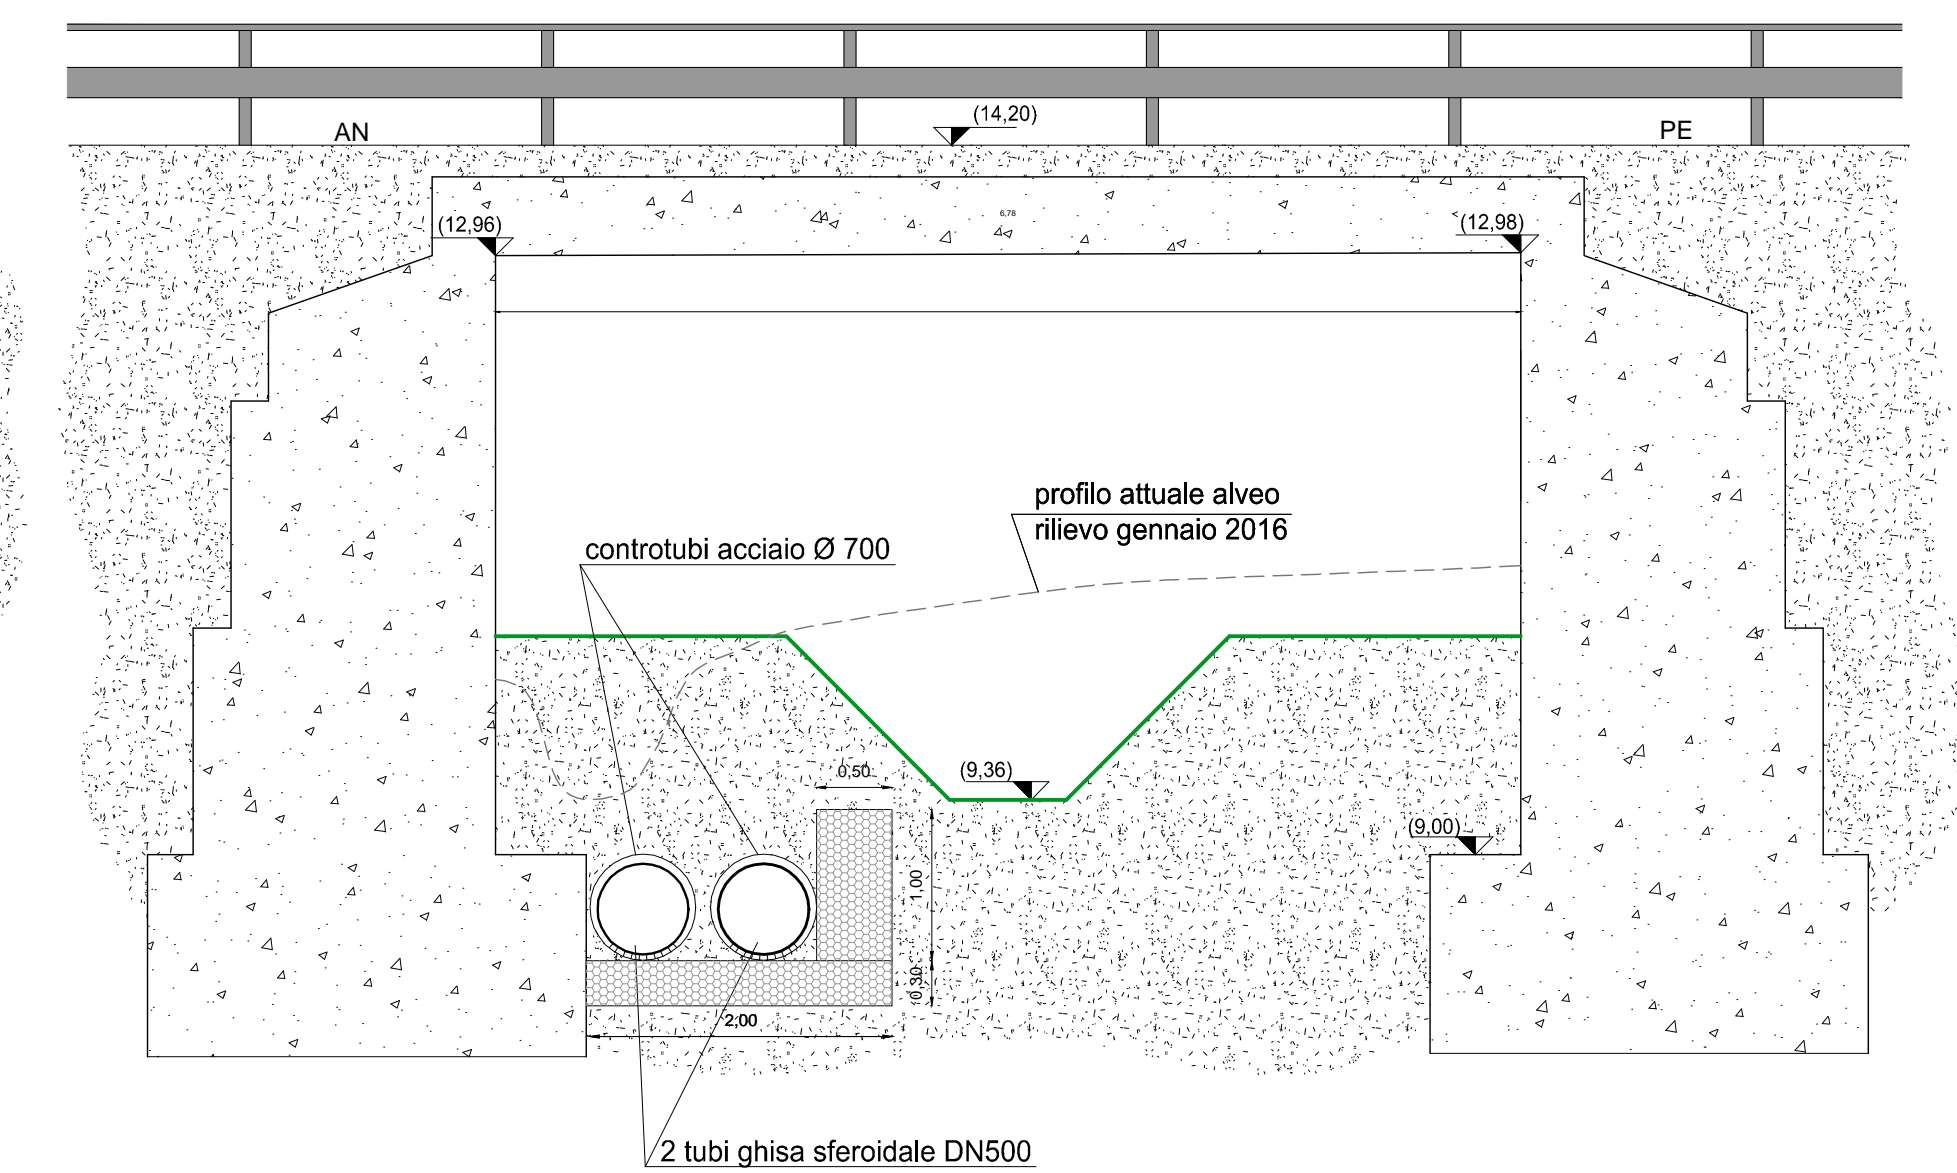 AN
(14,20)
PE
6,78
(12,96)
(12,98)
profilo attuale alveo
rilievo gennaio 2016
controtubi acciaio Ø 700
0,50
(9,36)
(9,00)
1,00
0,30
2,00
2 tubi ghisa sferoidale DN500